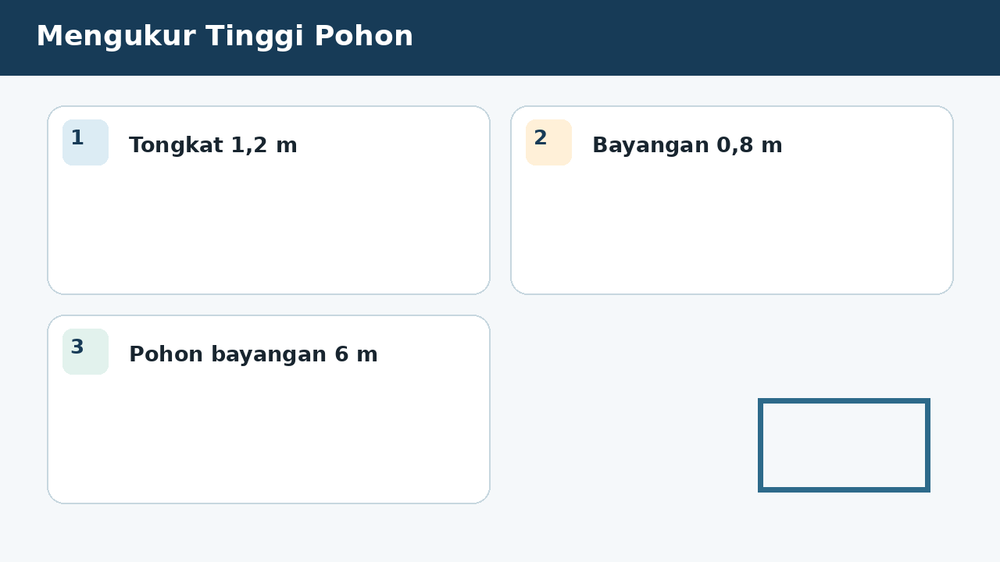 Mengukur Tinggi Pohon
1
Tongkat 1,2 m
2
Bayangan 0,8 m
3
Pohon bayangan 6 m